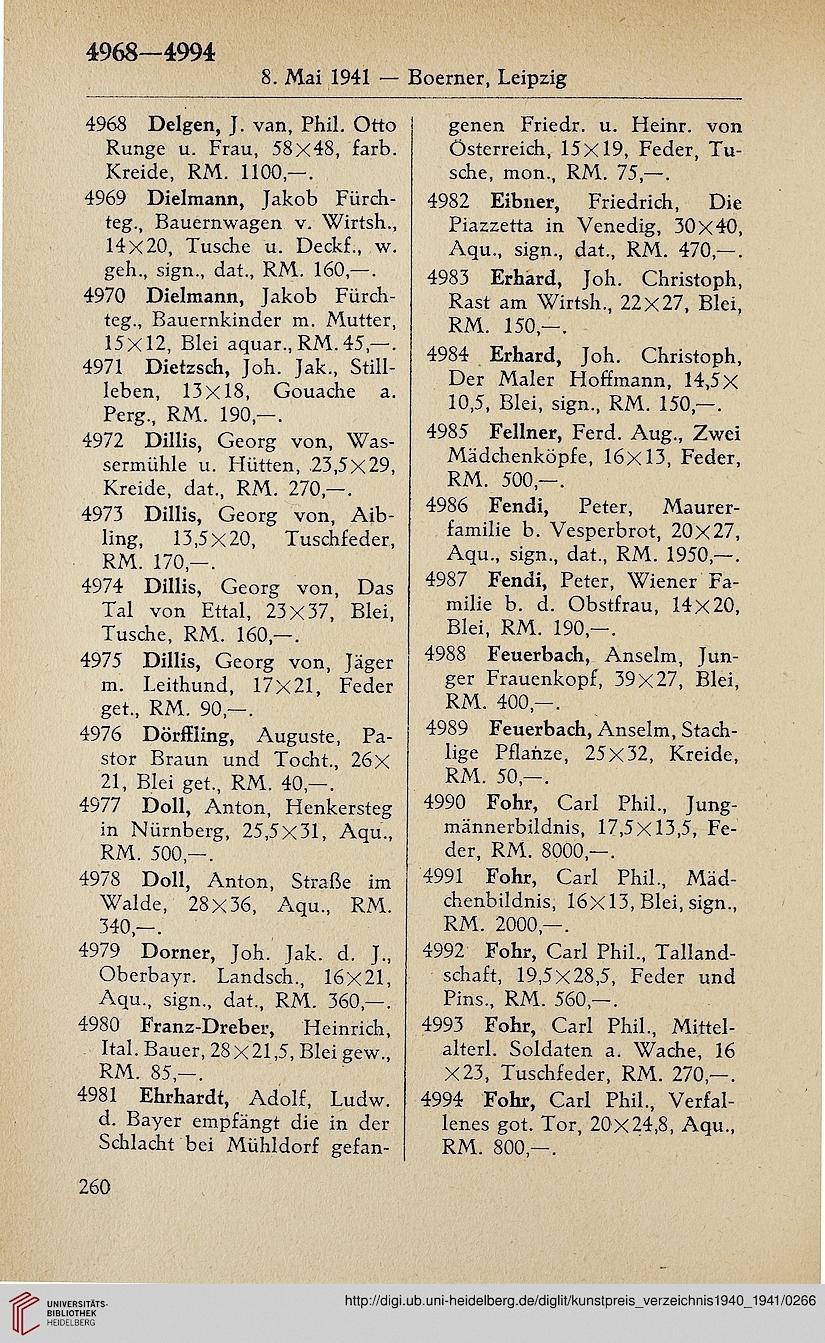 4968—4994
8. Mai 1941 — Boerner, Leipzig
4968 Delgen, J. van, Phil. Otto
Runge u. Frau, 58×48, farb.
Kreide, RM. 1100,—.
4969 Dielmann, Jakob Fürch-
teg., Bauernwagen v. Wirtsh.,
14×20, Tusche u. Deckf., w.
geh., sign., dat., RM. 160,—.
4970 Dielmann, Jakob Fürch-
teg., Bauernkinder m. Mutter,
15×12, Blei aquar., RM. 45,—.
4971 Dietzsch, Joh. Jak., Still-
leben, 13×18, Gouache a.
Perg., RM. 190,—.
4972 Dillis, Georg von, Was-
sermühle u. Hütten, 23,5×29,
Kreide, dat., RM. 270,—.
4973 Dillis, Georg von, Aib-
ling, 13,5×20, Tuschfeder,
RM. 170,—.
4974 Dillis, Georg von, Das
Tal von Ettal, 23×37, Blei,
Tusche, RM. 160,—.
4975 Dillis, Georg von, Jäger
m. Leithund, 17×21, Feder
get., RM. 90,—.
4976 Dörffling, Auguste, Pa-
stor Braun und Tocht., 26×
21, Blei get., RM. 40,—.
4977 Doll, Anton, Henkersteg
in Nürnberg, 25,5×31, Aqu.,
RM. 500,—.
4978 Doll, Anton, Straße im
Walde, 28×36, Aqu., RM.
340,—.
4979 Dorner, Joh. Jak. d. J.,
Oberbayr. Landsch., 16×21,
Aqu., sign., dat., RM. 360,—.
4980 Franz-Dreber, Heinrich,
Ital. Bauer, 28×21,5, Blei gew.,
RM. 85,—.
4981 Ehrhardt, Adolf, Ludw.
d. Bayer empfängt die in der
Schlacht bei Mühldorf gefan-
genen Friedr. u. Heinr. von
Österreich, 15×19, Feder, Tu-
sche, mon., RM. 75,—.
4982 Eibner, Friedrich, Die
Piazzetta in Venedig, 30×40,
Aqu., sign., dat., RM. 470,—.
4983 Erhard, Joh. Christoph,
Rast am Wirtsh., 22×27, Blei,
RM. 150,—.
4984 Erhard, Joh. Christoph,
Der Maler Hoffmann, 14,5×
10,5, Blei, sign., RM. 150,—.
4985 Fellner, Ferd. Aug., Zwei
Mädchenköpfe, 16×13, Feder,
RM. 500,—.
4986 Fendi, Peter, Maurer-
familie b. Vesperbrot, 20×27,
Aqu., sign., dat., RM. 1950,—.
4987 Fendi, Peter, Wiener Fa-
milie b. d. Obstfrau, 14×20,
Blei, RM. 190,—.
4988 Feuerbach, Anselm, Jun-
ger Frauenkopf, 39×27, Blei,
RM. 400,—.
4989 Feuerbach, Anselm, Stach-
lige Pflanze, 25×32, Kreide,
RM. 50,—.
4990 Fohr, Carl Phil., Jung-
männerbildnis, 17,5×13,5, Fe-
der, RM. 8000,—.
4991 Fohr, Carl Phil., Mäd-
chenbildnis, 16×13, Blei, sign.,
RM. 2000,—.
4992 Fohr, Carl Phil., Talland-
schaft, 19,5×28,5, Feder und
Pins., RM. 560,—.
4993 Fohr, Carl Phil., Mittel-
alterl. Soldaten a. Wache, 16
×23, Tuschfeder, RM. 270,—.
4994 Fohr, Carl Phil., Verfal-
lenes got. Tor, 20×24,8, Aqu.,
RM. 800,—.
260
UNIVERSITÄTS-
BIBLIOTHEK
HEIDELBERG
http://digi.ub.uni-heidelberg.de/diglit/kunstpreis_verzeichnis1940_1941/0266